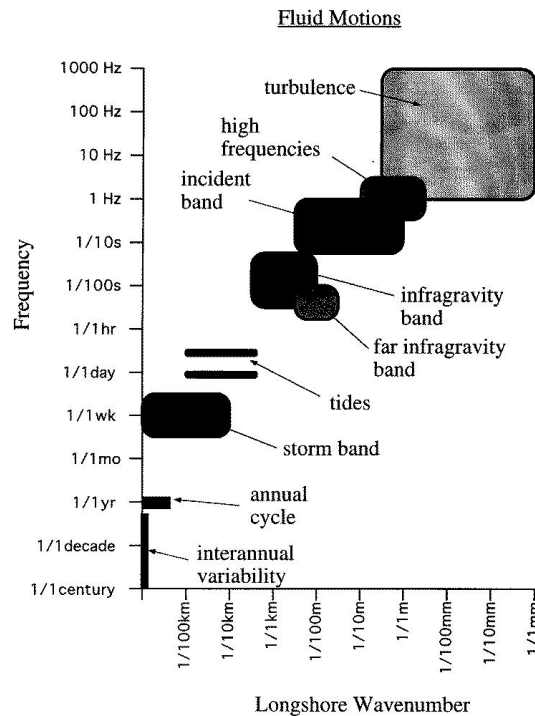 Fluid Motions
1000 Hz
turbulence
100 Hz
high
frequencies
10 Hz
incident
band
1 Hz
1/10s
1/100s
infragravity
band
Frequency
1/1hr
far infragravity
band
1/1day
tides
1/1wk
storm band
1/1mo
annual
cycle
1/1yr
1/1decade
interannual
variability
1/1century
1/100km
1/10km
1/1km
1/100m
1/10m
1/1m
1/100mm
1/10mm
1/1mm
Longshore Wavenumber